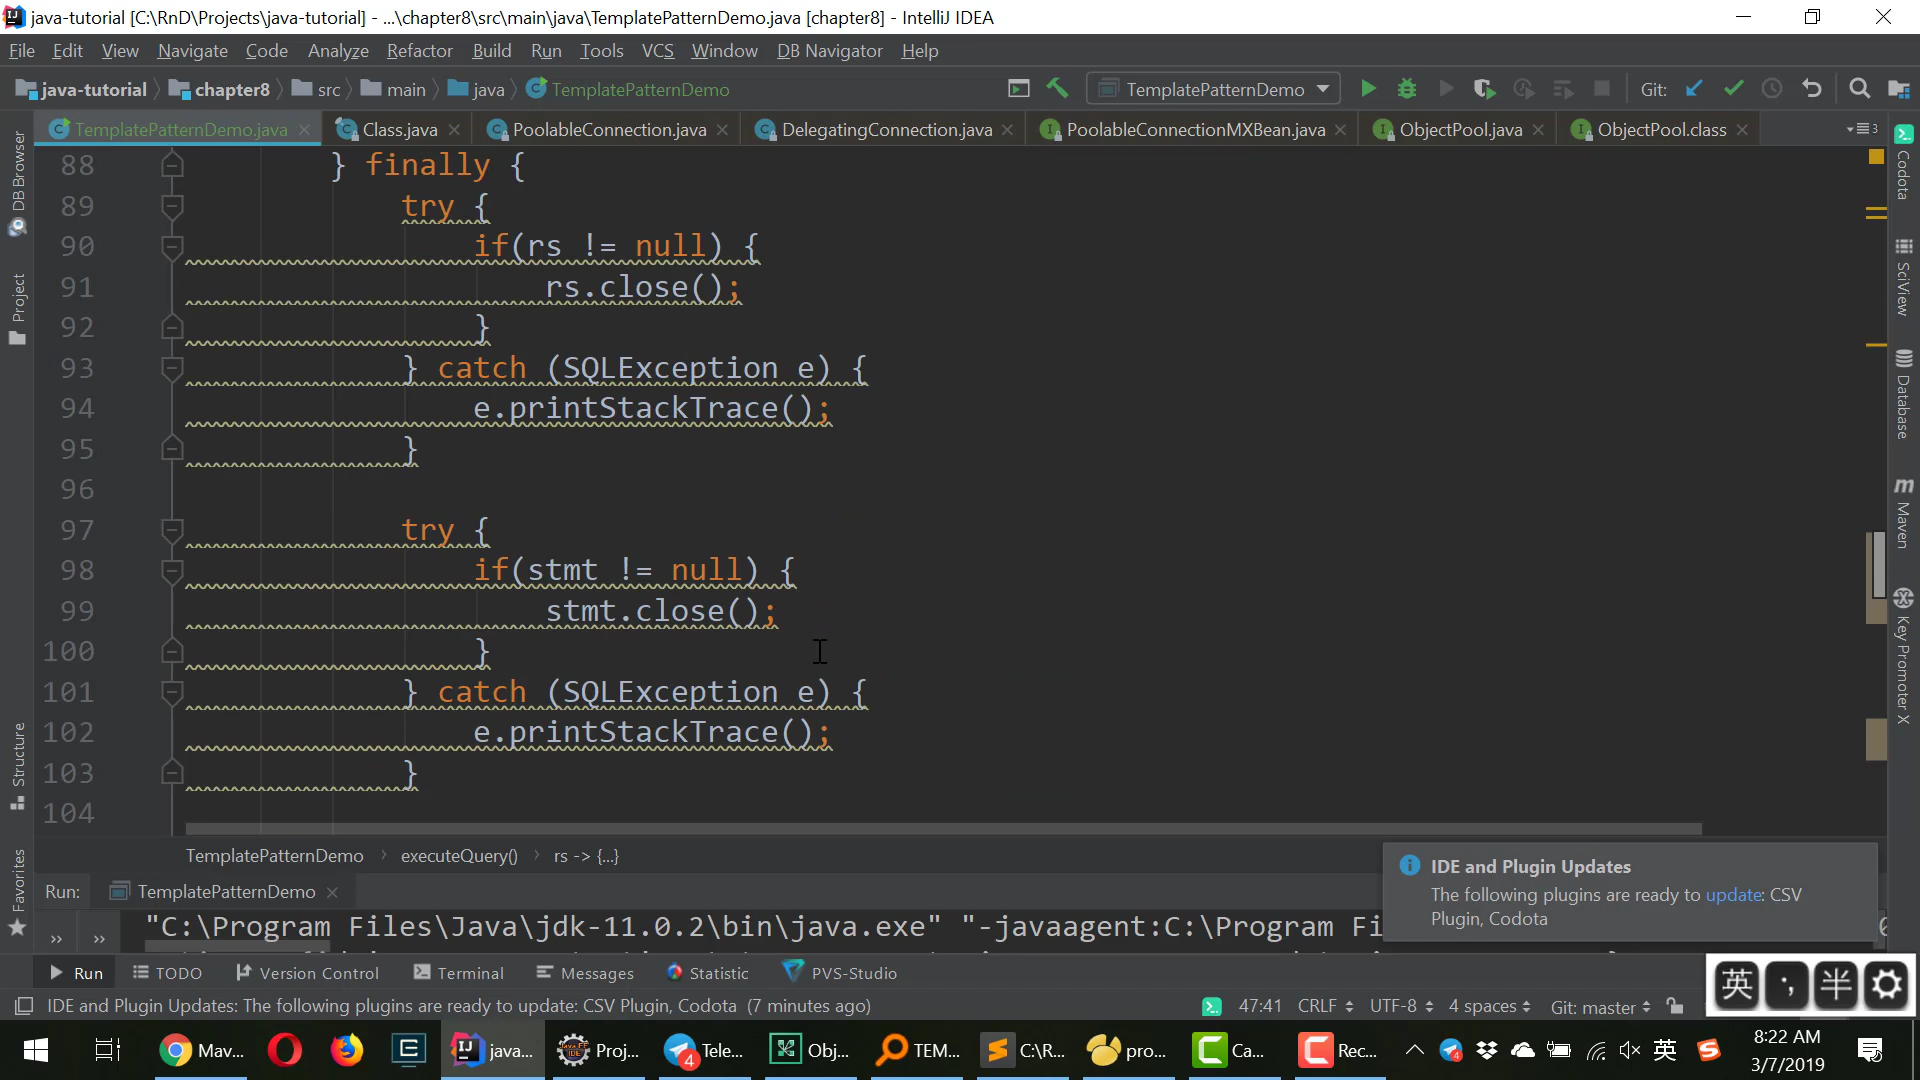 java-tutorial [C:\RnD\Projects\java-tutorial] - ...\chapter8\src\main\java\TemplatePatternDemo.java [chapter8] - IntelliJ IDEA
File Edit View Navigate Code Analyze Refactor Build Run Tools VCS Window DB Navigator Help
java-tutorial chapter8 src main java TemplatePatternDemo TemplatePatternDemo Git:
TemplatePatternDemo.java Class.java PoolableConnection.java DelegatingConnection.java PoolableConnectionMXBean.java ObjectPool.java ObjectPool.class 3
DB Browser
Project
Structure
Favorites
88 } finally {
89 try {
90 if(rs != null) {
91 rs.close();
92 }
93 } catch (SQLException e) {
94 e.printStackTrace();
95 }
96
97 try {
98 if(stmt != null) {
99 stmt.close();
100 }
101 } catch (SQLException e) {
102 e.printStackTrace();
103 }
104
Codota
SciView
Database
m Maven
Key Promoter X
TemplatePatternDemo executeQuery() rs -> {...}
IDE and Plugin Updates
The following plugins are ready to update: CSV
Plugin, Codota
Run: TemplatePatternDemo
"C:\Program Files\Java\jdk-11.0.2\bin\java.exe" "-javaagent:C:\Program Fi
Run TODO Version Control Terminal Messages Statistic PVS-Studio
英 半
IDE and Plugin Updates: The following plugins are ready to update: CSV Plugin, Codota (7 minutes ago) 47:41 CRLF UTF-8 4 spaces Git: master
Mav... java... Proj... Tele... Obj... TEM... C:\R... pro... Ca... Rec... 英
8:22 AM
3/7/2019